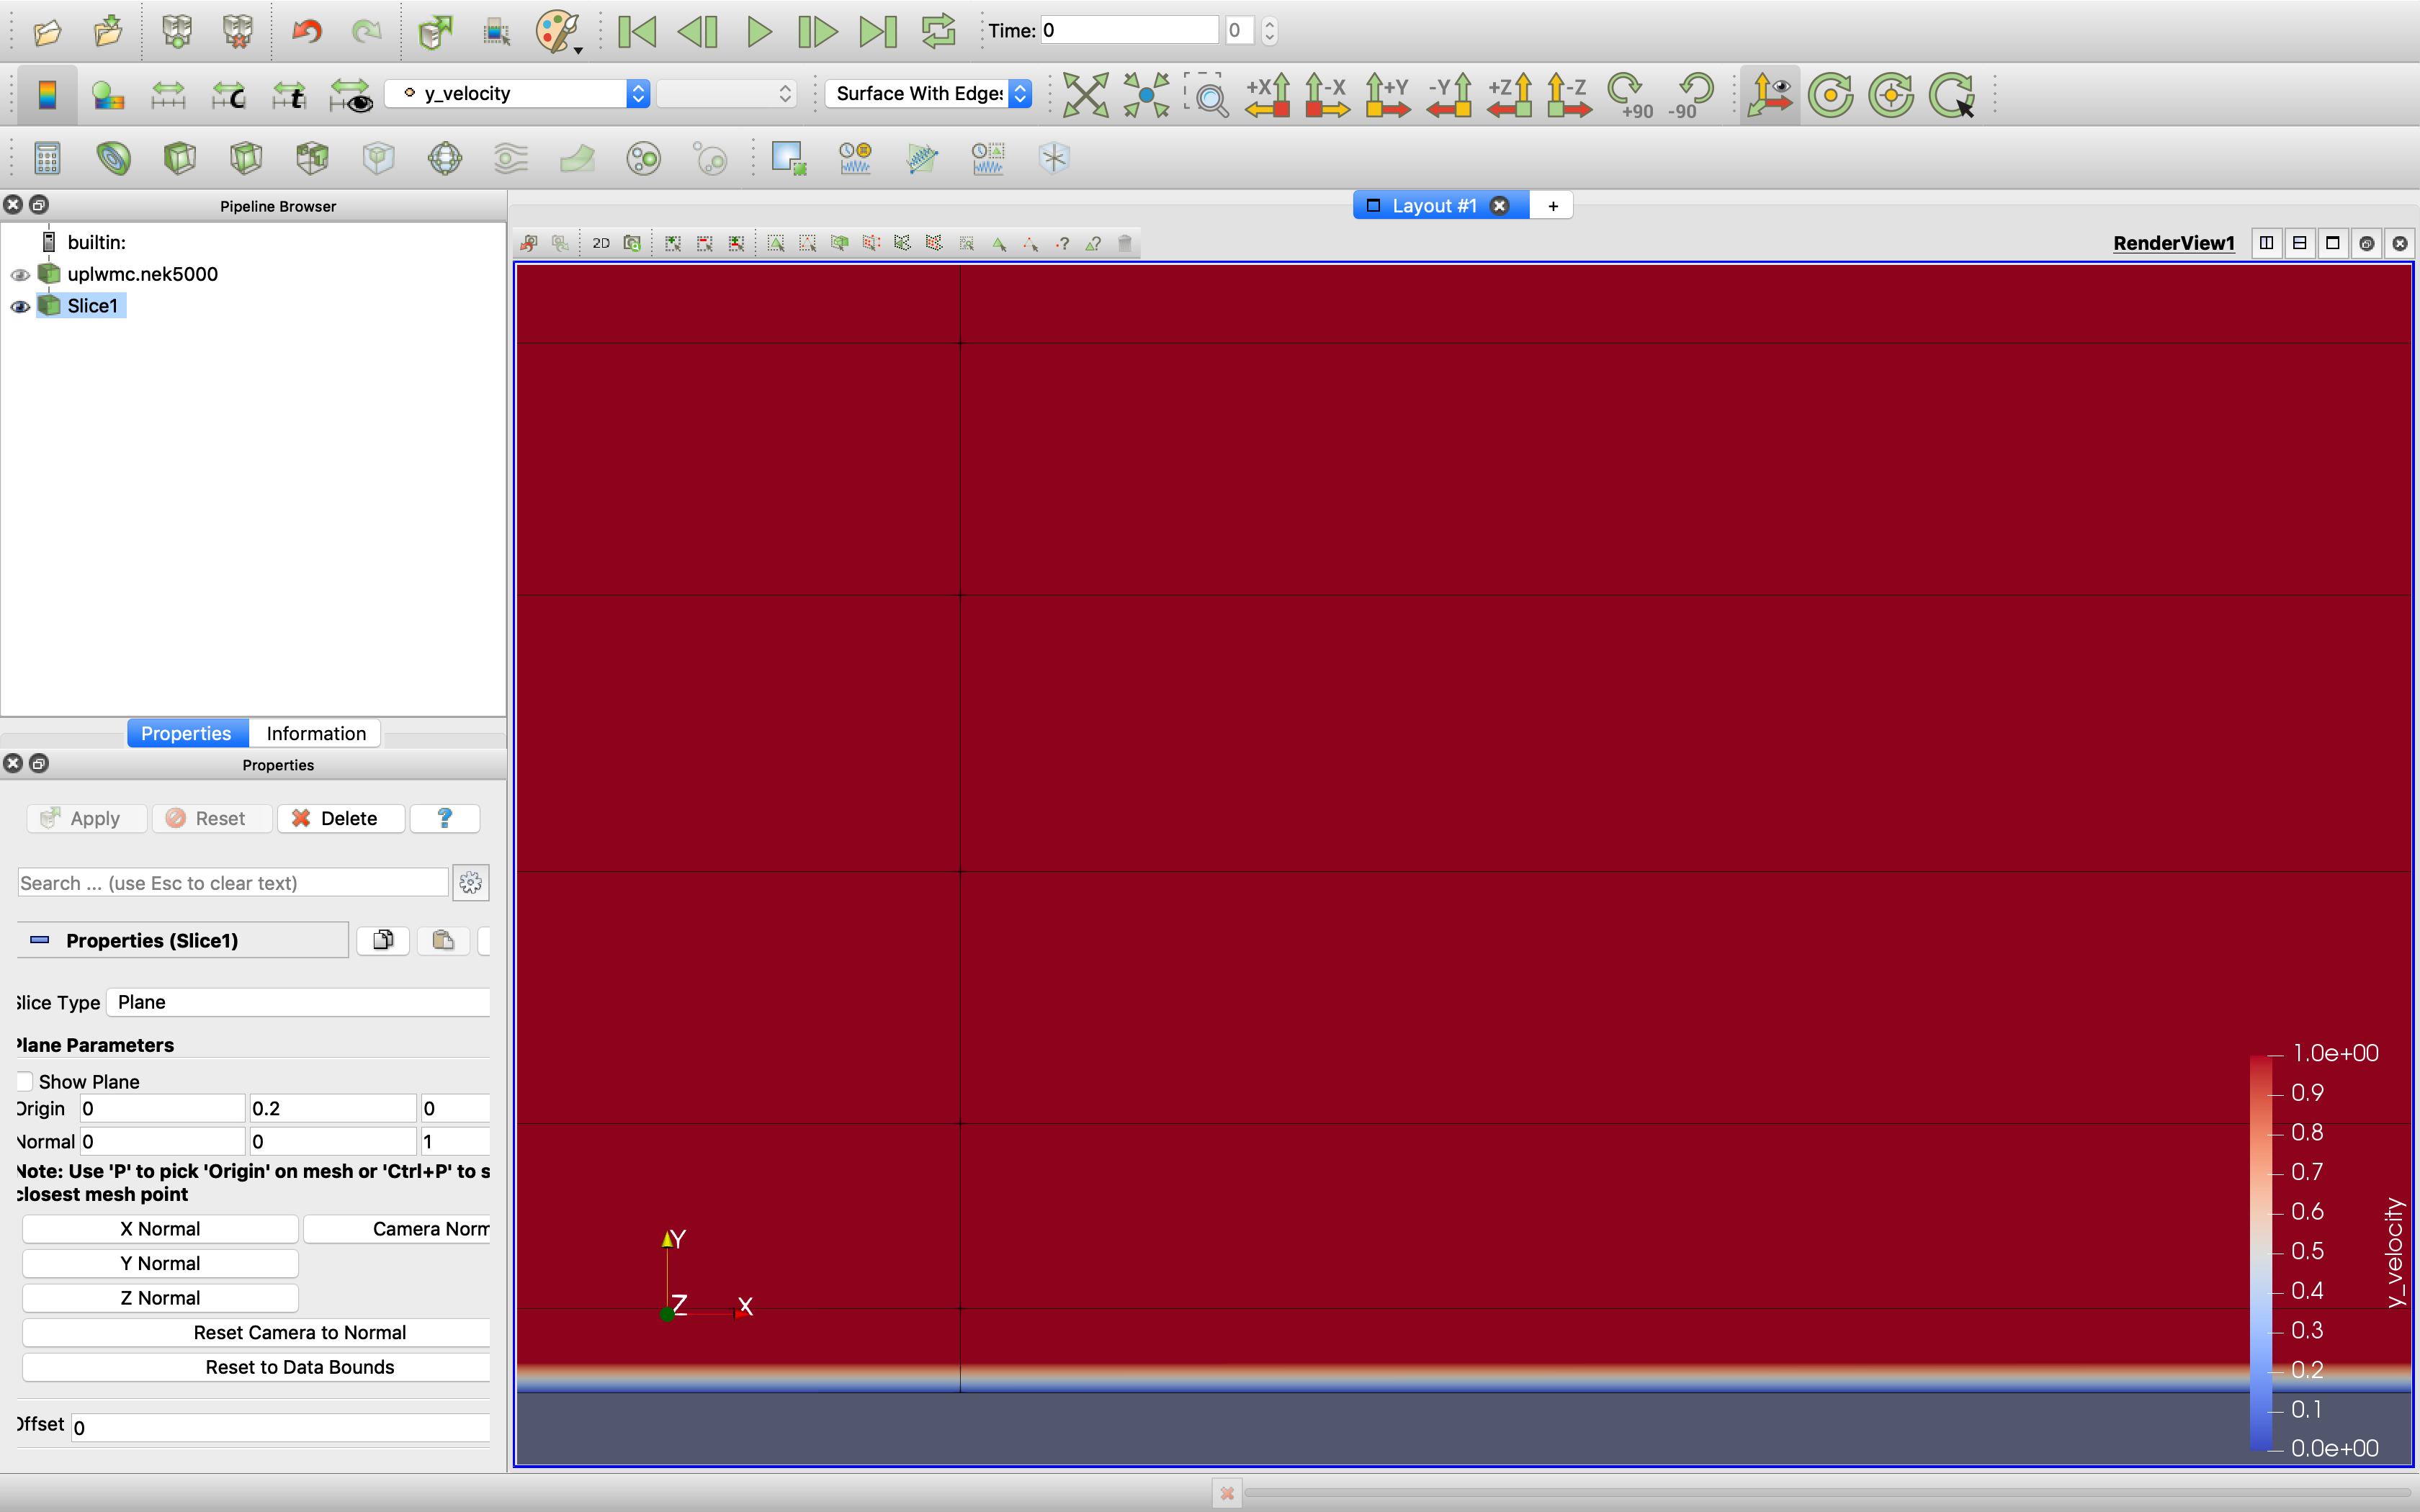 Time: 0 0
y_velocity
Surface With Edges
+X -X +Y -Y +Z -Z +90 -90
Pipeline Browser
Layout #1 +
builtin:
2D
RenderView1
uplwmc.nek5000
Slice1
Properties Information
Properties
Apply Reset Delete ?
Search ... (use Esc to clear text)
Properties (Slice1)
Slice Type Plane
Plane Parameters
Show Plane
Origin 0 0.2 0
Normal 0 0 1
Note: Use 'P' to pick 'Origin' on mesh or 'Ctrl+P' to s
closest mesh point
X Normal Camera Norm
Y Normal
Z Normal
Reset Camera to Normal
Reset to Data Bounds
Offset 0
Y
Z X
1.0e+00
0.9
0.8
0.7
0.6
0.5
0.4
0.3
0.2
0.1
0.0e+00
y_velocity